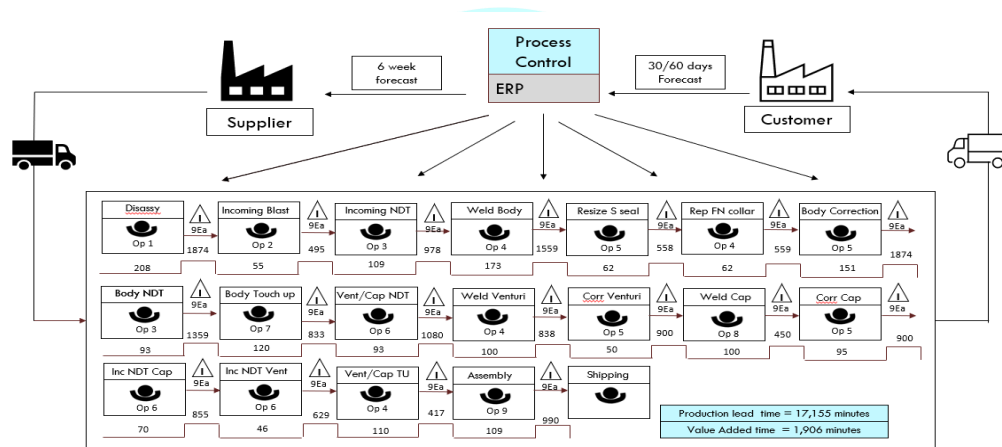 Process
Control
ERP
6 week
forecast
30/60 days
Forecast
Supplier
Customer
Disassy
Incoming Blast
Incoming NDT
Weld Body
Resize S seal
Rep FN collar
Body Correction
I
I
I
I
I
I
9Ea
9Ea
9Ea
9Ea
9Ea
9Ea
Op 1
Op 2
Op 3
Op 4
Op 5
Op 4
Op 5
1874
495
978
1559
558
559
1874
208
55
109
173
62
62
151
Body NDT
Body Touch up
Vent/Cap NDT
Weld Venturi
Corr Venturi
Weld Cap
Corr Cap
I
I
I
I
I
I
I
9Ea
9Ea
9Ea
9Ea
9Ea
9Ea
9Ea
Op 3
Op 7
Op 6
Op 4
Op 5
Op 8
Op 5
1359
833
1080
838
900
450
900
93
120
93
100
50
100
95
Inc NDT Cap
Inc NDT Vent
Vent/Cap TU
Assembly
Shipping
I
I
I
I
9Ea
9Ea
9Ea
9Ea
Op 6
Op 6
Op 4
Op 9
855
629
417
990
70
46
110
109
Production lead time = 17,155 minutes
Value Added time = 1,906 minutes